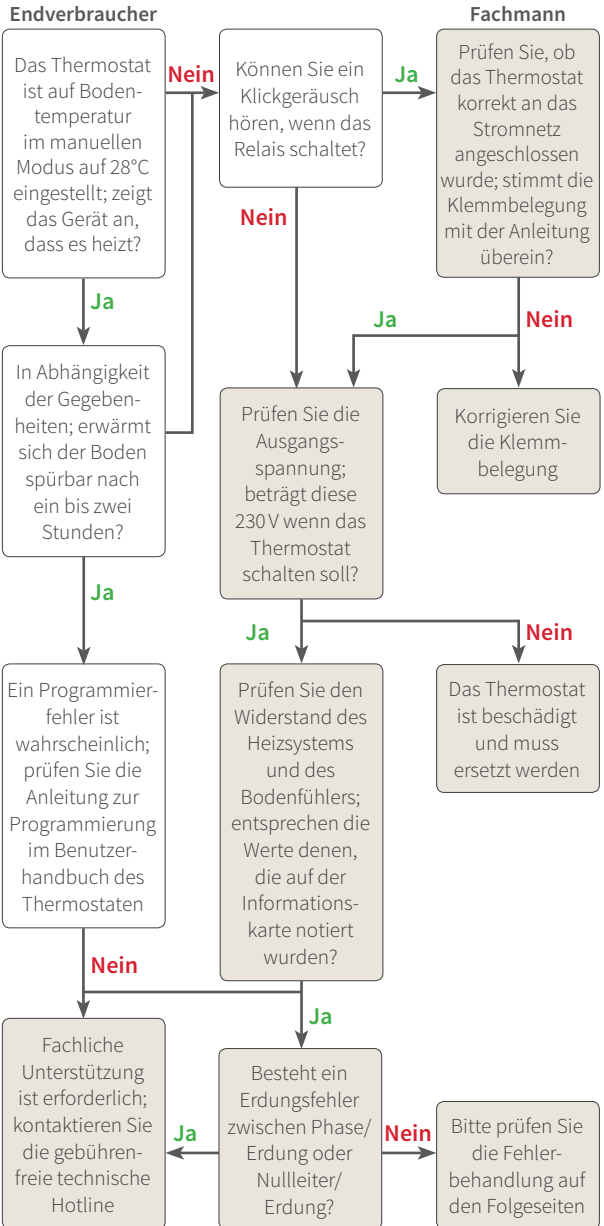 Endverbraucher
Fachmann
Das Thermostat
ist auf Boden-
temperatur
im manuellen
Modus auf 28°C
eingestellt; zeigt
das Gerät an,
dass es heizt?
Nein
Können Sie ein
Klickgeräusch
hören, wenn das
Relais schaltet?
Ja
Prüfen Sie, ob
das Thermostat
korrekt an das
Stromnetz
angeschlossen
wurde; stimmt die
Klemmbelegung
mit der Anleitung
überein?
Nein
Ja
Ja
Nein
In Abhängigkeit
der Gegeben-
heiten; erwärmt
sich der Boden
spürbar nach
ein bis zwei
Stunden?
Prüfen Sie die
Ausgangs-
spannung;
beträgt diese
230 V wenn das
Thermostat
schalten soll?
Korrigieren Sie
die Klemm-
belegung
Ja
Ja
Nein
Ein Programmier-
fehler ist
wahrscheinlich;
prüfen Sie die
Anleitung zur
Programmierung
im Benutzer-
handbuch des
Thermostaten
Prüfen Sie den
Widerstand des
Heizsystems
und des
Bodenfühlers;
entsprechen die
Werte denen,
die auf der
Informations-
karte notiert
wurden?
Das Thermostat
ist beschädigt
und muss
ersetzt werden
Nein
Ja
Fachliche
Unterstützung
ist erforderlich;
kontaktieren Sie
die gebühren-
freie technische
Hotline
Ja
Besteht ein
Erdungsfehler
zwischen Phase/
Erdung oder
Nullleiter/
Erdung?
Nein
Bitte prüfen Sie
die Fehler-
behandlung auf
den Folgeseiten